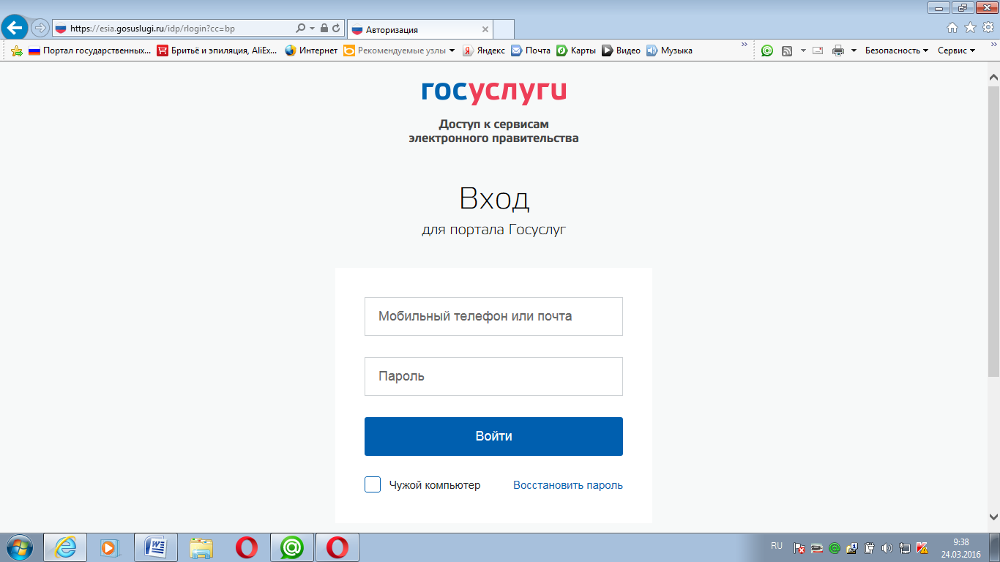 https://esia.gosuslugi.ru/idp/rlogin?cc=bp
Авторизация
Портал государственных...
Бритьё и эпиляция, AliEx...
Интернет
Рекомендуемые узлы
Яндекс
Почта
Карты
Видео
Музыка
Безопасность
Сервис
госуслуги
Доступ к сервисам
электронного правительства
Вход
для портала Госуслуг
Мобильный телефон или почта
Пароль
Войти
Чужой компьютер
Восстановить пароль
RU
9:38
24.03.2016